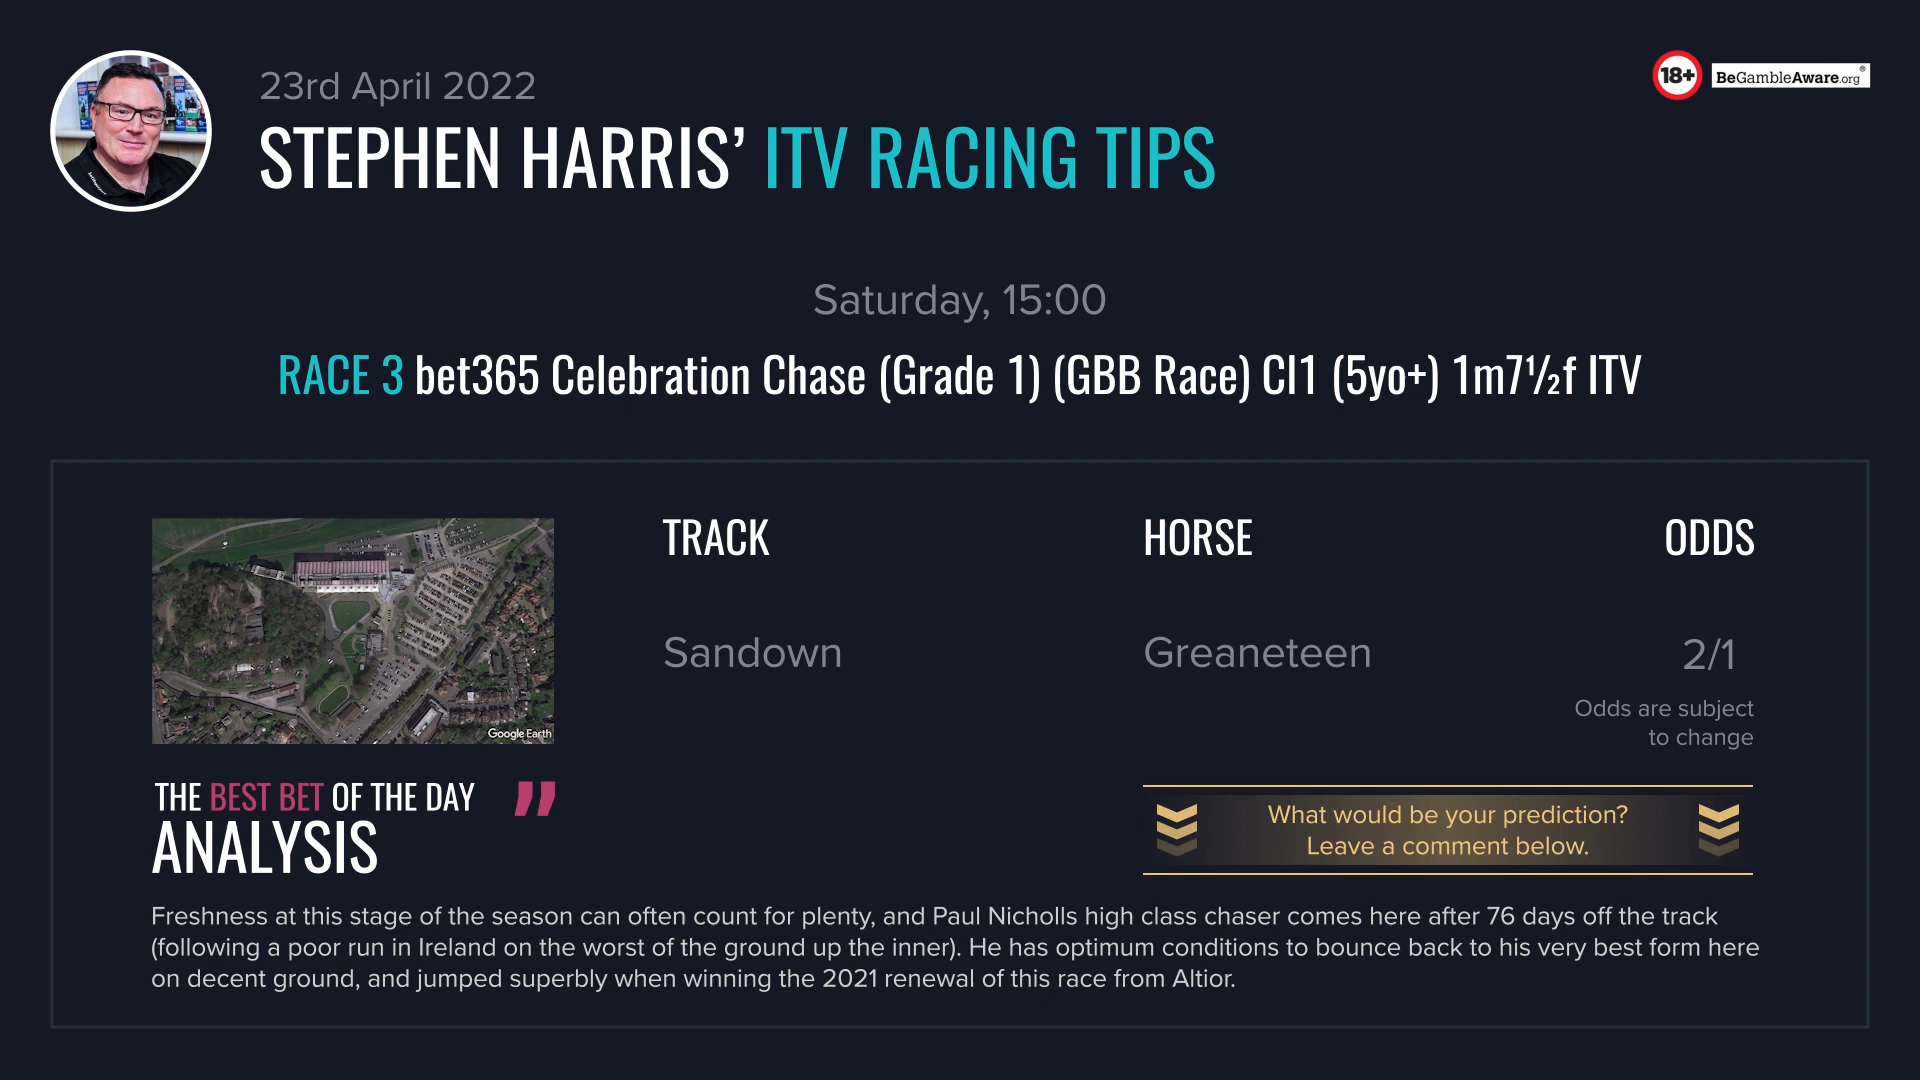 23rd April 2022
STEPHEN HARRIS’ ITV RACING TIPS
18+
BeGambleAware.org®
Saturday, 15:00
RACE 3 bet365 Celebration Chase (Grade 1) (GBB Race) Cl1 (5yo+) 1m7½f ITV
TRACK
HORSE
ODDS
Sandown
Greaneteen
2/1
Odds are subject
to change
Google Earth
THE BEST BET OF THE DAY ”
ANALYSIS
What would be your prediction?
Leave a comment below.
Freshness at this stage of the season can often count for plenty, and Paul Nicholls high class chaser comes here after 76 days off the track
(following a poor run in Ireland on the worst of the ground up the inner). He has optimum conditions to bounce back to his very best form here
on decent ground, and jumped superbly when winning the 2021 renewal of this race from Altior.